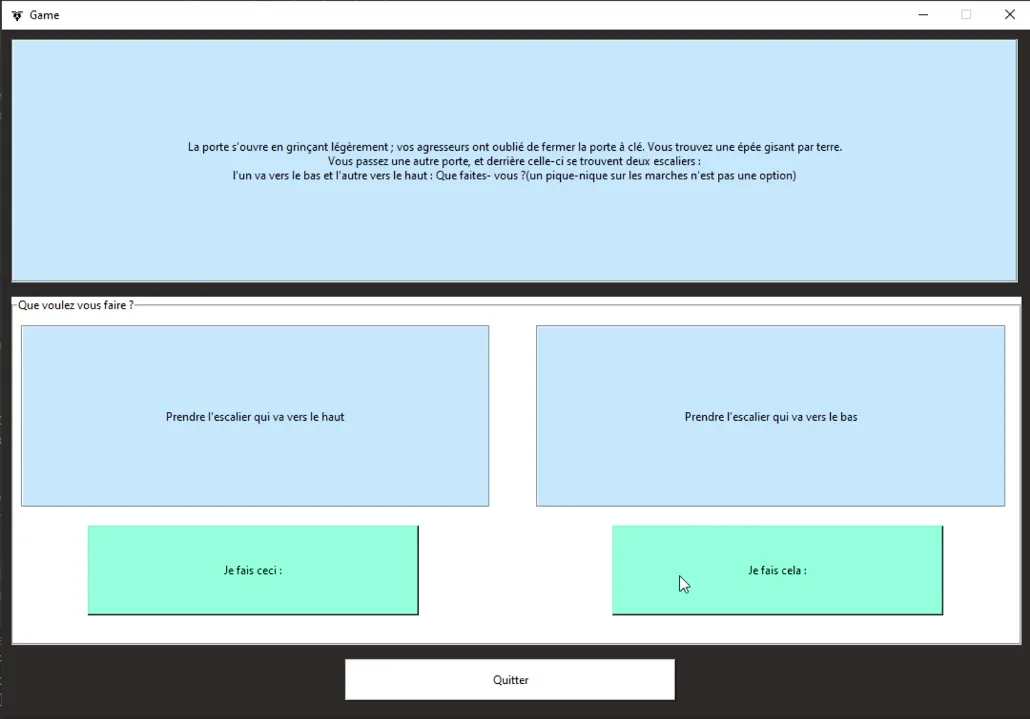 Game
La porte s'ouvre en grinçant légèrement ; vos agresseurs ont oublié de fermer la porte à clé. Vous trouvez une épée gisant par terre.
Vous passez une autre porte, et derrière celle-ci se trouvent deux escaliers :
l'un va vers le bas et l'autre vers le haut : Que faites- vous ?(un pique-nique sur les marches n'est pas une option)
Que voulez vous faire ?
Prendre l'escalier qui va vers le haut
Prendre l'escalier qui va vers le bas
Je fais ceci :
Je fais cela :
Quitter